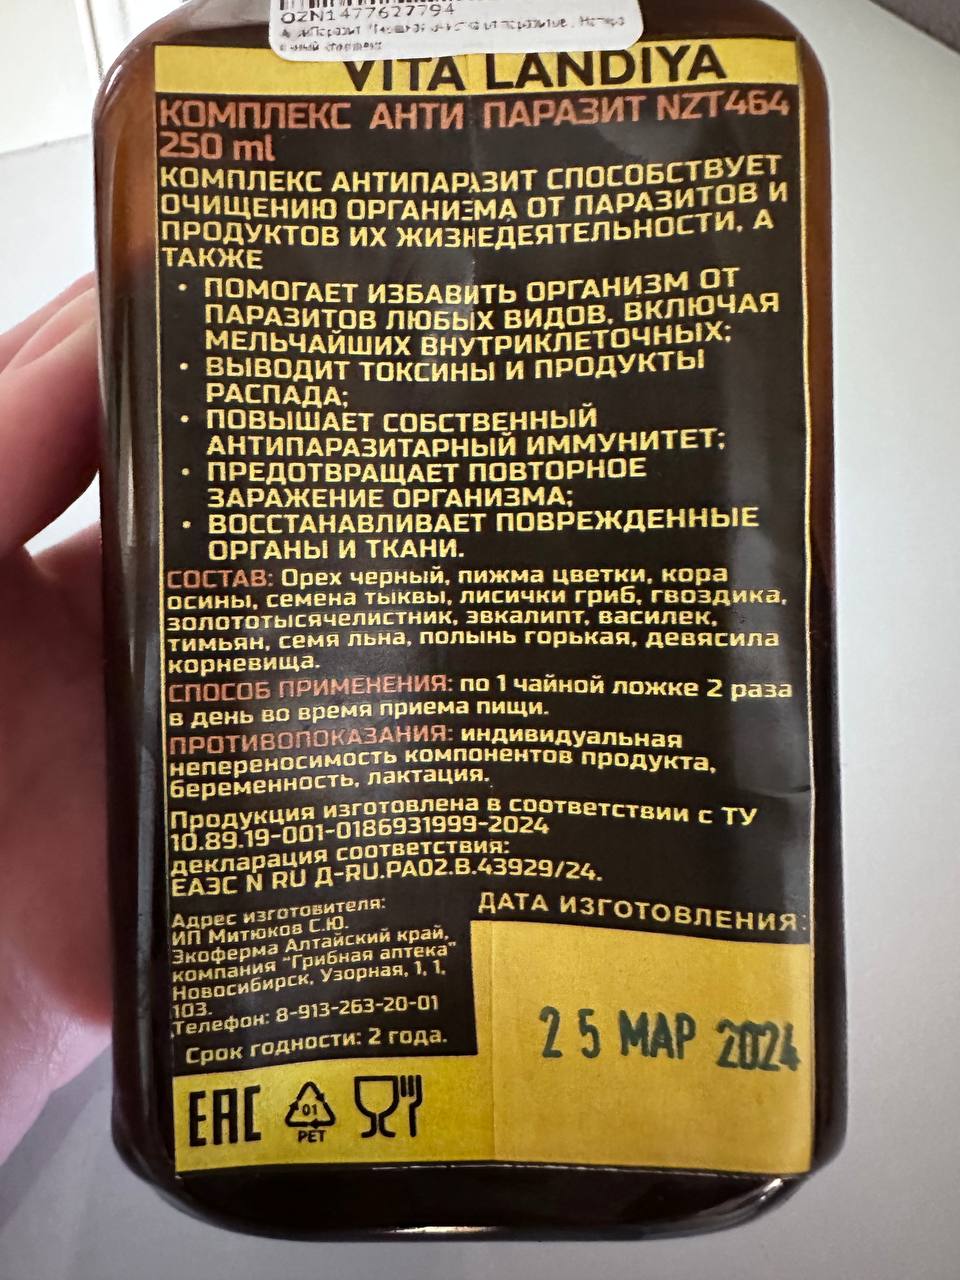 OZN1477627794
VITA LANDIYA
КОМПЛЕКС АНТИ ПАРАЗИТ NZT464
250 ml
КОМПЛЕКС АНТИПАРАЗИТ СПОСОБСТВУЕТ
ОЧИЩЕНИЮ ОРГАНИЗМА ОТ ПАРАЗИТОВ И
ПРОДУКТОВ ИХ ЖИЗНЕДЕЯТЕЛЬНОСТИ, А
ТАКЖЕ
• ПОМОГАЕТ ИЗБАВИТЬ ОРГАНИЗМ ОТ
ПАРАЗИТОВ ЛЮБЫХ ВИДОВ, ВКЛЮЧАЯ
МЕЛЬЧАЙШИХ ВНУТРИКЛЕТОЧНЫХ;
• ВЫВОДИТ ТОКСИНЫ И ПРОДУКТЫ
РАСПАДА;
• ПОВЫШАЕТ СОБСТВЕННЫЙ
АНТИПАРАЗИТАРНЫЙ ИММУНИТЕТ;
• ПРЕДОТВРАЩАЕТ ПОВТОРНОЕ
ЗАРАЖЕНИЕ ОРГАНИЗМА;
• ВОССТАНАВЛИВАЕТ ПОВРЕЖДЕННЫЕ
ОРГАНЫ И ТКАНИ.
СОСТАВ: Орех черный, пижма цветки, кора
осины, семена тыквы, лисички гриб, гвоздика,
золототысячелистник, эвкалипт, василек,
тимьян, семя льна, полынь горькая, девясила
корневища.
СПОСОБ ПРИМЕНЕНИЯ: по 1 чайной ложке 2 раза
в день во время приема пищи.
ПРОТИВОПОКАЗАНИЯ: индивидуальная
непереносимость компонентов продукта,
беременность, лактация.
Продукция изготовлена в соответствии с ТУ
10.89.19-001-0186931999-2024
декларация соответствия:
ЕАЭС N RU Д-RU.РА02.В.43929/24.
Адрес изготовителя:
ИП Митюков С.Ю.
Экоферма Алтайский край,
компания "Грибная аптека"
Новосибирск, Узорная, 1, 1,
103.
Телефон: 8-913-263-20-01
Срок годности: 2 года.
ДАТА ИЗГОТОВЛЕНИЯ:
25 МАР 2024
EAC
01
PET